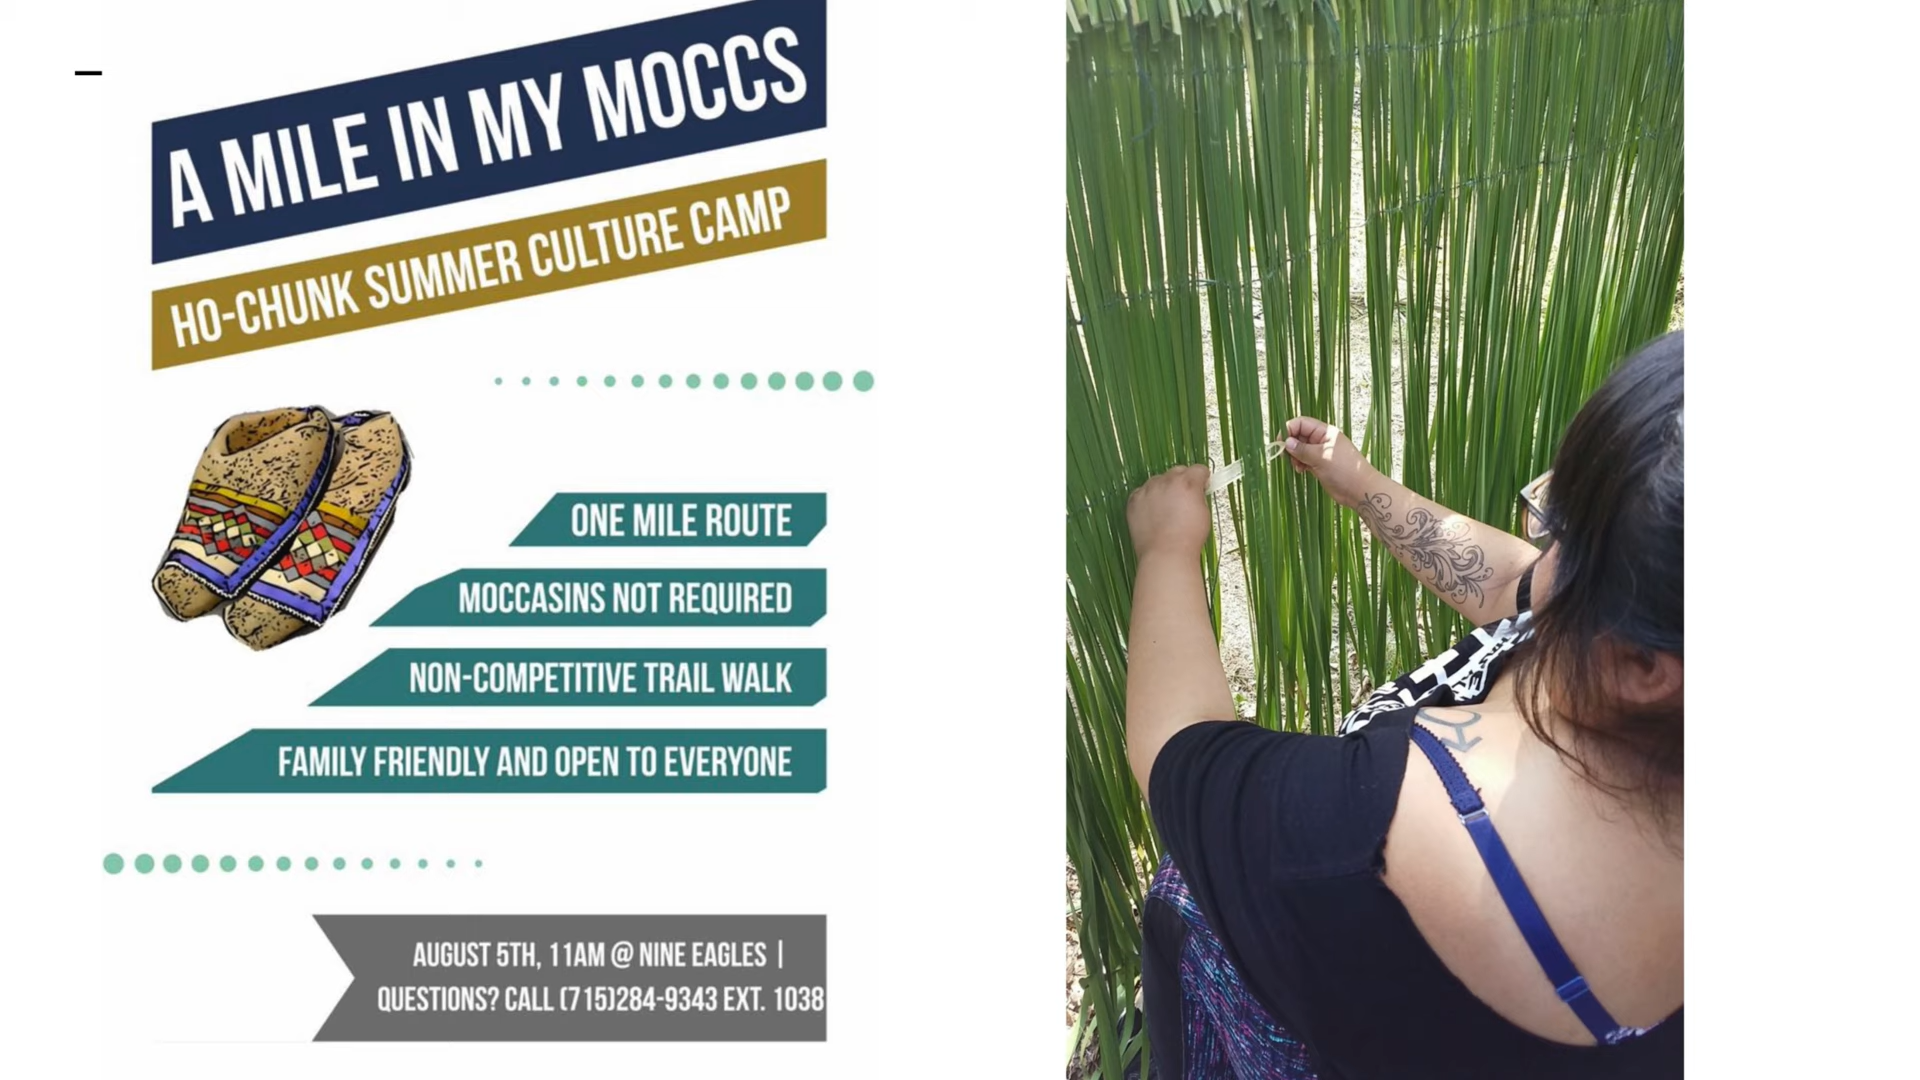 A MILE IN MY MOCCS
HO-CHUNK SUMMER CULTURE CAMP
ONE MILE ROUTE
MOCCASINS NOT REQUIRED
NON-COMPETITIVE TRAIL WALK
FAMILY FRIENDLY AND OPEN TO EVERYONE
AUGUST 5TH, 11AM @ NINE EAGLES |
QUESTIONS? CALL (715)284-9343 EXT. 1038